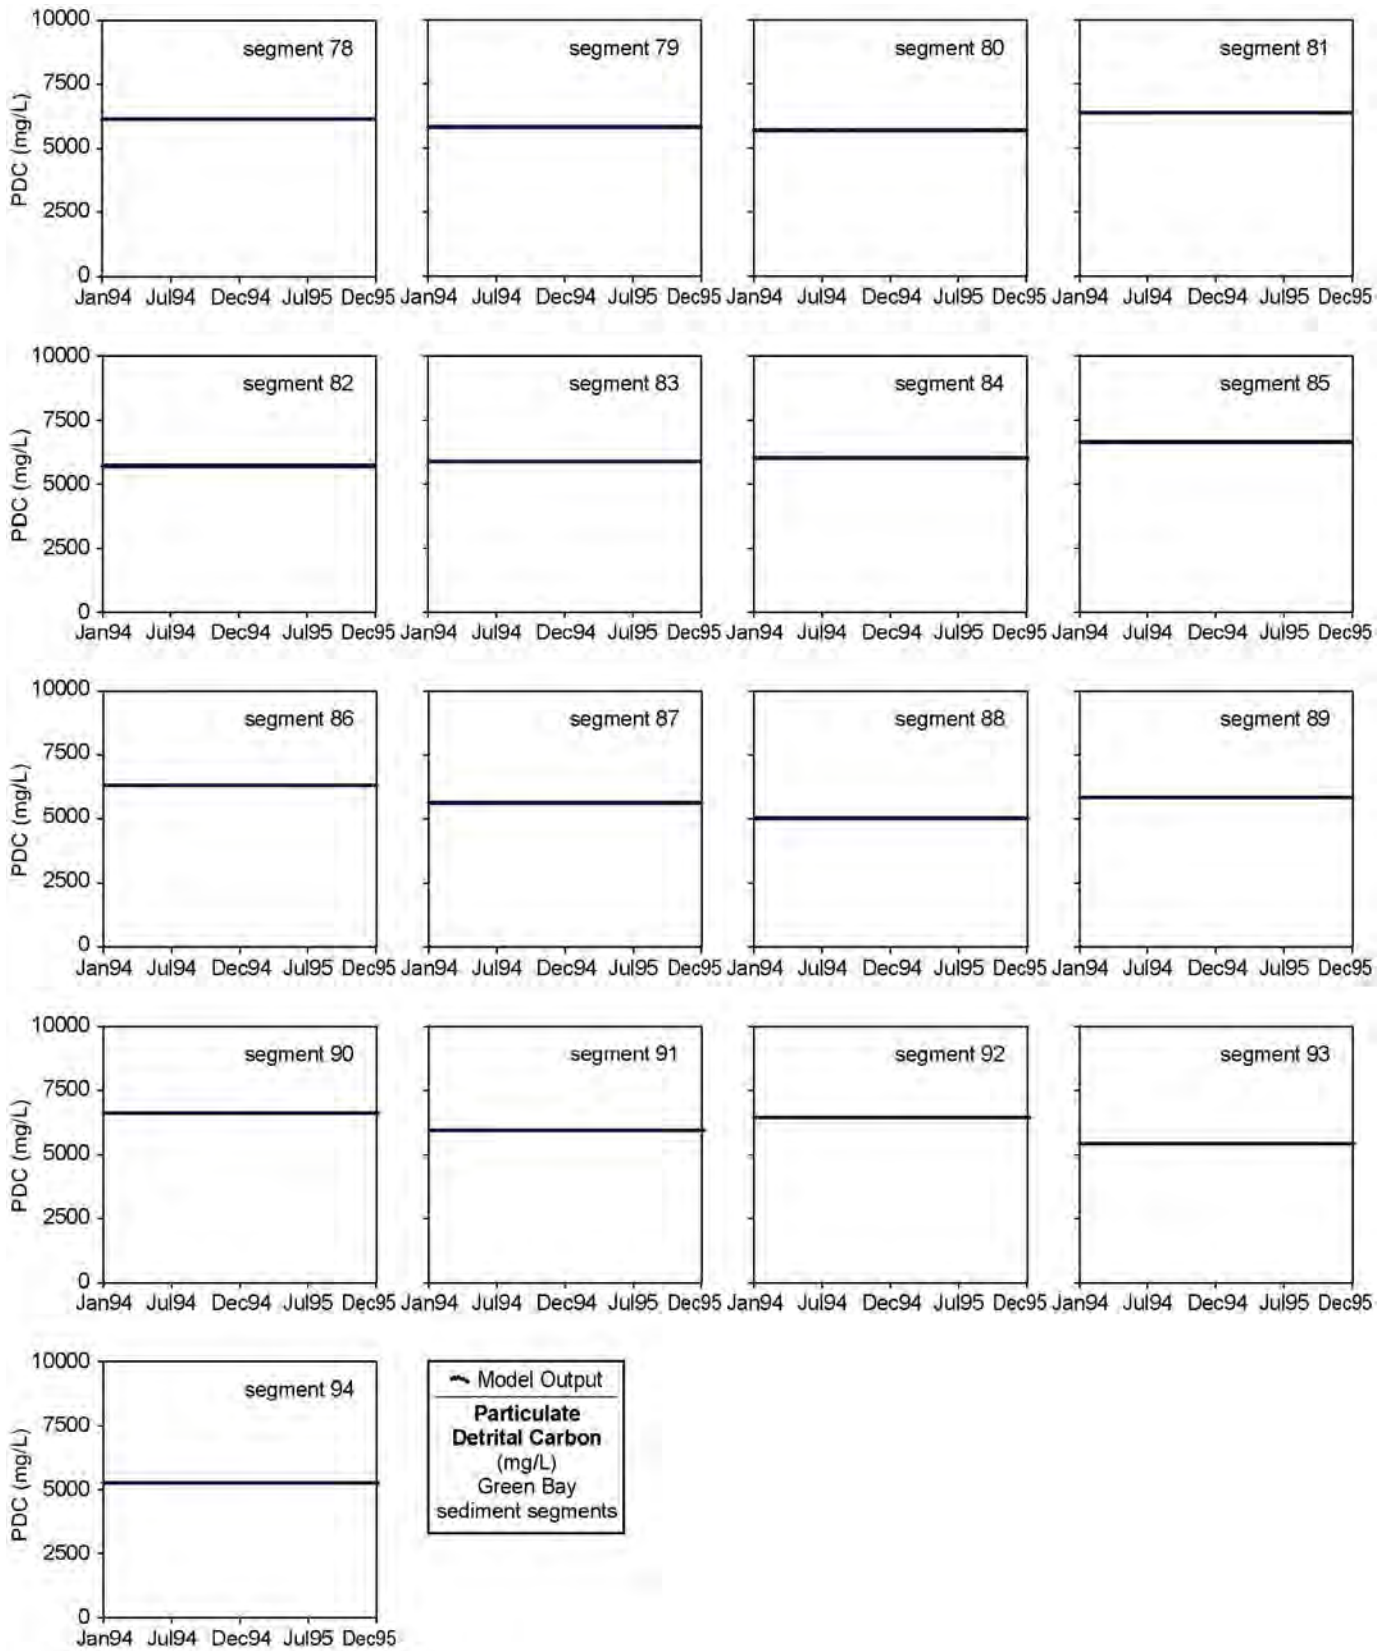 10000
7500
5000
2500
0
PDC (mg/L)
segment 78
segment 79
segment 80
segment 81
Jan94 Jul94 Dec94 Jul95 Dec95 Jan94 Jul94 Dec94 Jul95 Dec95 Jan94 Jul94 Dec94 Jul95 Dec95 Jan94 Jul94 Dec94 Jul95 Dec95
10000
7500
5000
2500
0
PDC (mg/L)
segment 82
segment 83
segment 84
segment 85
Jan94 Jul94 Dec94 Jul95 Dec95 Jan94 Jul94 Dec94 Jul95 Dec95 Jan94 Jul94 Dec94 Jul95 Dec95 Jan94 Jul94 Dec94 Jul95 Dec95
10000
7500
5000
2500
0
PDC (mg/L)
segment 86
segment 87
segment 88
segment 89
Jan94 Jul94 Dec94 Jul95 Dec95 Jan94 Jul94 Dec94 Jul95 Dec95 Jan94 Jul94 Dec94 Jul95 Dec95 Jan94 Jul94 Dec94 Jul95 Dec95
10000
7500
5000
2500
0
PDC (mg/L)
segment 90
segment 91
segment 92
segment 93
Jan94 Jul94 Dec94 Jul95 Dec95 Jan94 Jul94 Dec94 Jul95 Dec95 Jan94 Jul94 Dec94 Jul95 Dec95 Jan94 Jul94 Dec94 Jul95 Dec95
10000
7500
5000
2500
0
PDC (mg/L)
segment 94
Jan94 Jul94 Dec94 Jul95 Dec95
Model Output
Particulate
Detrital Carbon
(mg/L)
Green Bay
sediment segments